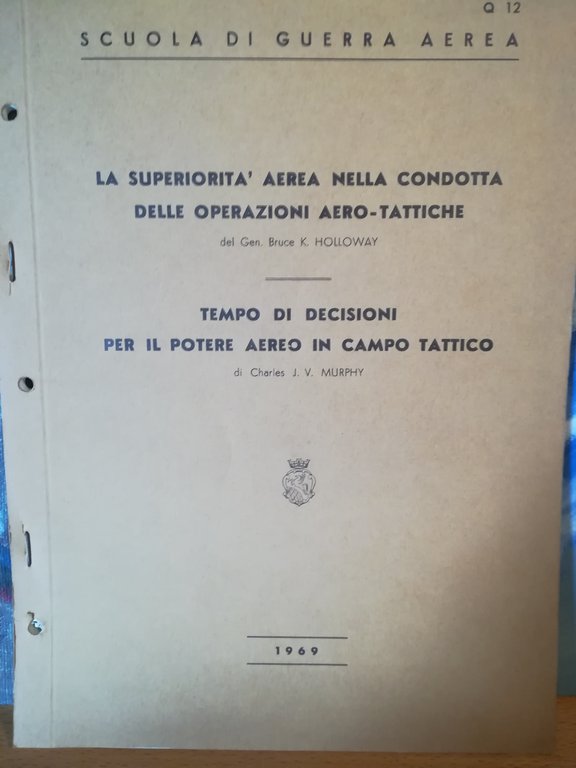 Q 12
SCUOLA DI GUERRA AEREA
LA SUPERIORITA' AEREA NELLA CONDOTTA
DELLE OPERAZIONI AERO-TATTICHE
del Gen. Bruce K. HOLLOWAY
TEMPO DI DECISIONI
PER IL POTERE AEREO IN CAMPO TATTICO
di Charles J. V. MURPHY
1969